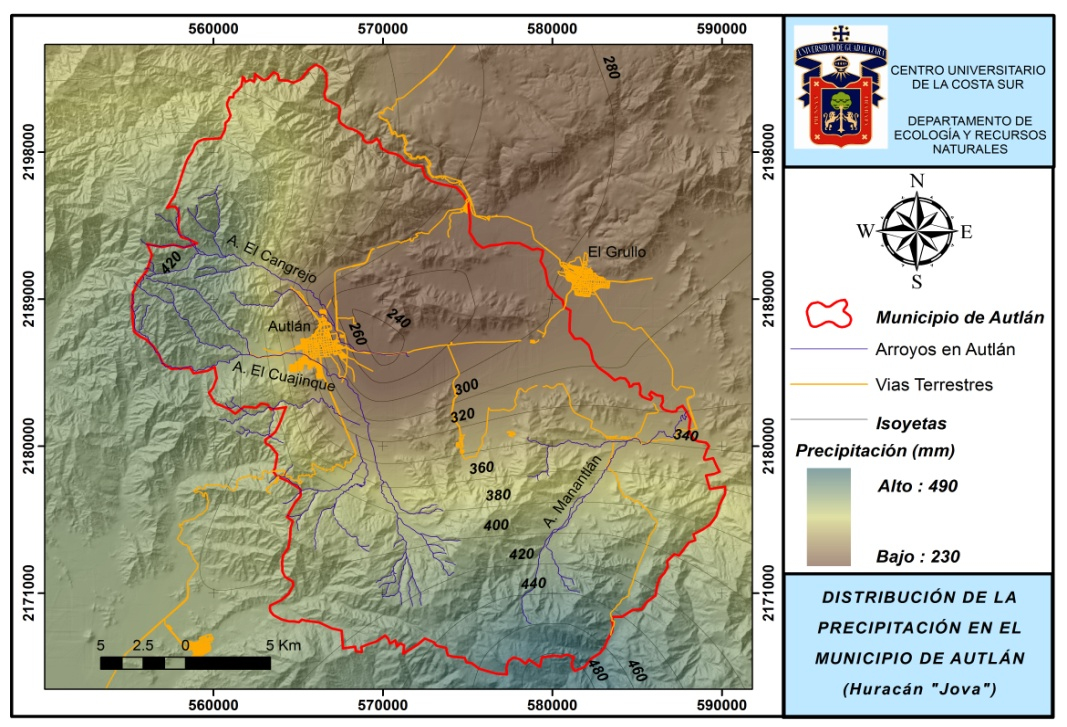 560000
570000
580000
590000
280
2198000
2189000
2180000
2171000
2198000
2189000
2180000
2171000
A. El Cangrejo
420
El Grullo
Autlán
260
240
A. El Cuajinque
300
320
340
360
380
400
420
440
A. Manantlán
480
460
5 2.5 0 5 Km
560000
570000
580000
590000
UNIVERSIDAD DE GUADALAJARA
CENTRO UNIVERSITARIO
DE LA COSTA SUR
DEPARTAMENTO DE
ECOLOGÍA Y RECURSOS
NATURALES
N
W
E
S
Municipio de Autlán
Arroyos en Autlán
Vias Terrestres
Isoyetas
Precipitación (mm)
Alto : 490
Bajo : 230
DISTRIBUCIÓN DE LA
PRECIPITACIÓN EN EL
MUNICIPIO DE AUTLÁN
(Huracán "Jova")